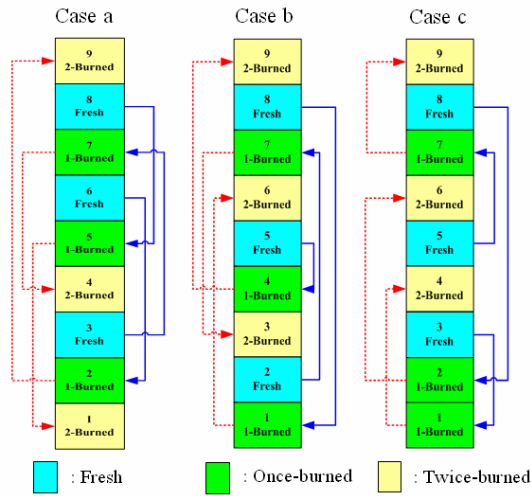 Case a
Case b
Case c
9
2-Burned
8
Fresh
7
1-Burned
6
Fresh
5
1-Burned
4
2-Burned
3
Fresh
2
1-Burned
1
2-Burned
9
2-Burned
8
Fresh
7
1-Burned
6
2-Burned
5
Fresh
4
1-Burned
3
2-Burned
2
Fresh
1
1-Burned
9
2-Burned
8
Fresh
7
1-Burned
6
2-Burned
5
Fresh
4
2-Burned
3
Fresh
2
1-Burned
1
1-Burned
: Fresh
: Once-burned
: Twice-burned